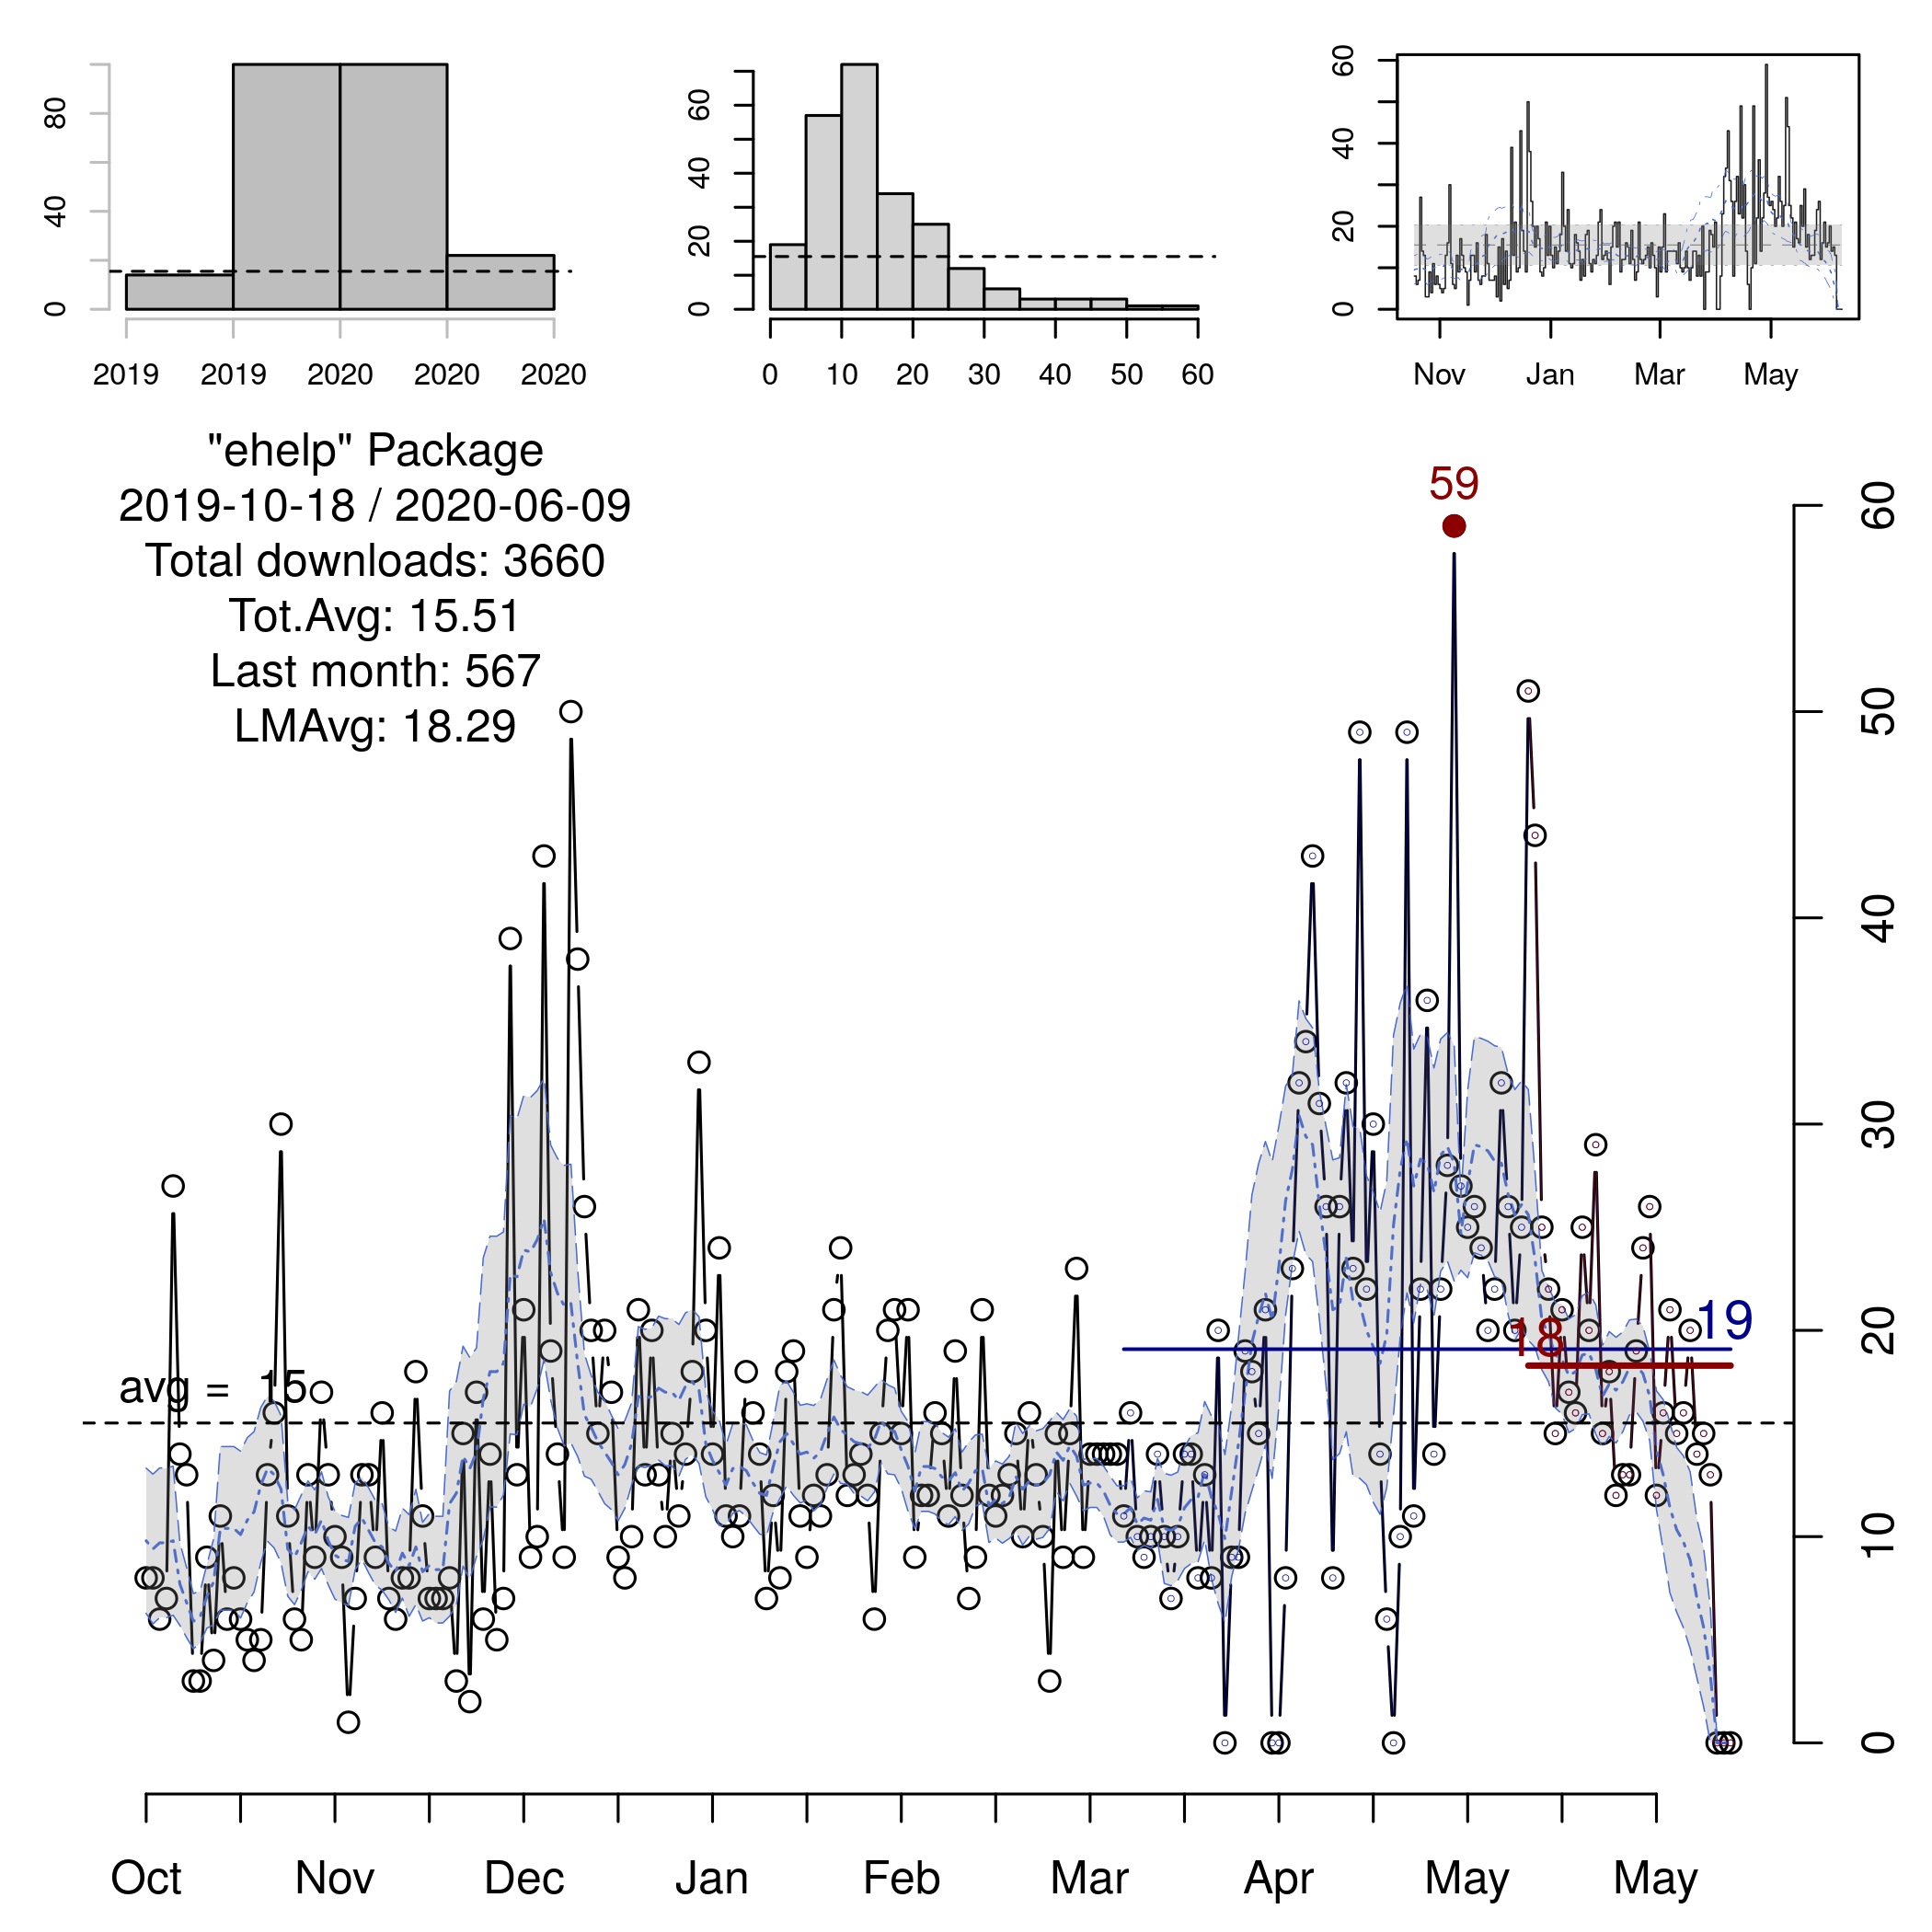 80
40
0
2019 2019 2020 2020 2020
60
40
20
0
0 10 20 30 40 50 60
60
40
20
0
Nov Jan Mar May
"ehelp" Package
2019-10-18 / 2020-06-09
Total downloads: 3660
Tot.Avg: 15.51
Last month: 567
LMAvg: 18.29
59
avg = 15
18
19
60
50
40
30
20
10
0
Oct Nov Dec Jan Feb Mar Apr May May